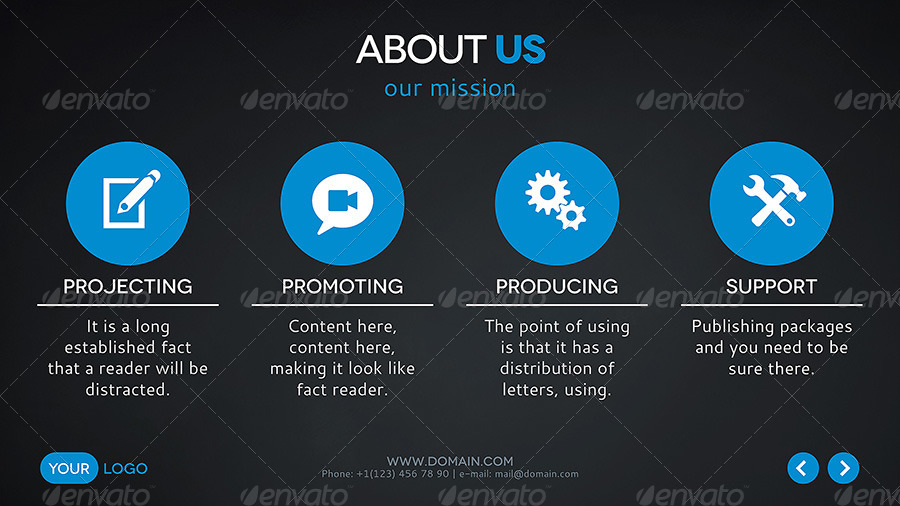 ABOUT US
our mission
PROJECTING
It is a long
established fact
that a reader will be
distracted.
PROMOTING
Content here,
content here,
making it look like
fact reader.
PRODUCING
The point of using
is that it has a
distribution of
letters, using.
SUPPORT
Publishing packages
and you need to be
sure there.
YOUR LOGO
WWW.DOMAIN.COM
Phone: +1(123) 456 78 90 | e-mail: mail@domain.com
envato